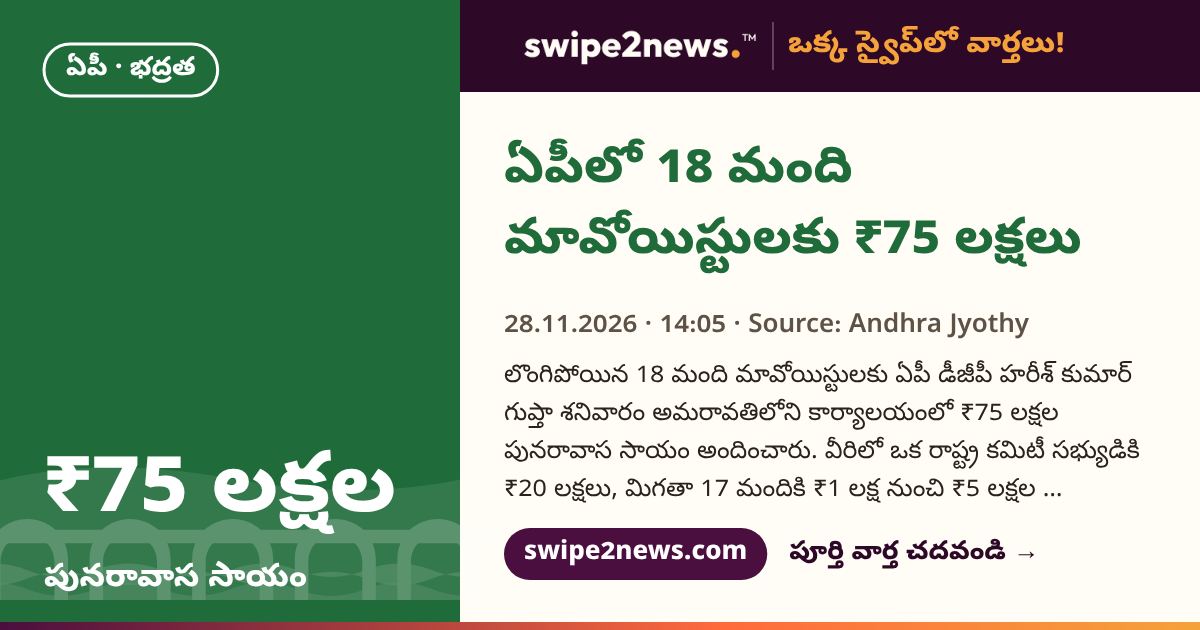 ఏపీ · భద్రత
₹75 లక్షల
పునరావాస సాయం
swipe2news.™ ఒక్క స్వైప్‌లో వార్తలు!
ఏపీలో 18 మంది
మావోయిస్టులకు ₹75 లక్షలు
28.11.2026 · 14:05 · Source: Andhra Jyothy
లొంగిపోయిన 18 మంది మావోయిస్టులకు ఏపీ డీజీపీ హరీశ్ కుమార్
గుప్తా శనివారం అమరావతిలోని కార్యాలయంలో ₹75 లక్షల
పునరావాస సాయం అందించారు. వీరిలో ఒక రాష్ట్ర కమిటీ సభ్యుడికి
₹20 లక్షలు, మిగతా 17 మందికి ₹1 లక్ష నుంచి ₹5 లక్షల ...
swipe2news.com పూర్తి వార్త చదవండి →